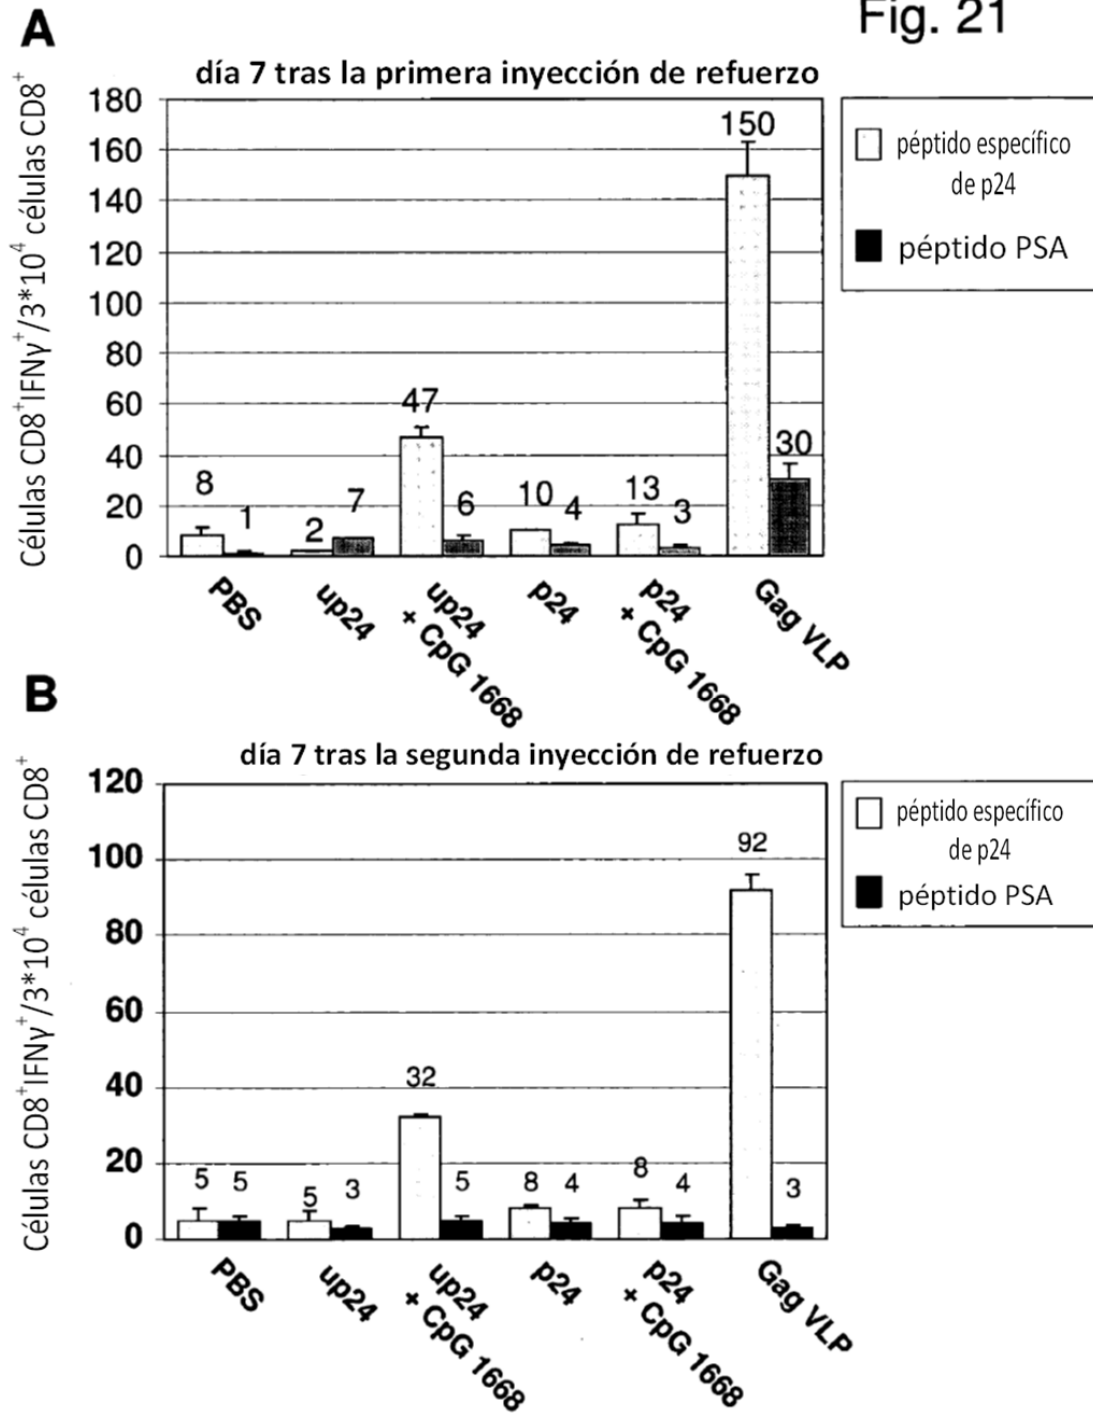 Fig. 21
A
día 7 tras la primera inyección de refuerzo
Células CD8⁺IFNγ⁺/3*10⁴ células CD8⁺
180
160
140
120
100
80
60
40
20
0
8
1
2
7
47
6
10
4
13
3
150
30
PBS
up24
up24
+ CpG 1668
p24
p24
+ CpG 1668
Gag VLP
péptido específico
de p24
péptido PSA
B
día 7 tras la segunda inyección de refuerzo
Células CD8⁺IFNγ⁺/3*10⁴ células CD8⁺
120
100
80
60
40
20
0
5
5
5
3
32
5
8
4
8
4
92
3
PBS
up24
up24
+ CpG 1668
p24
p24
+ CpG 1668
Gag VLP
péptido específico
de p24
péptido PSA